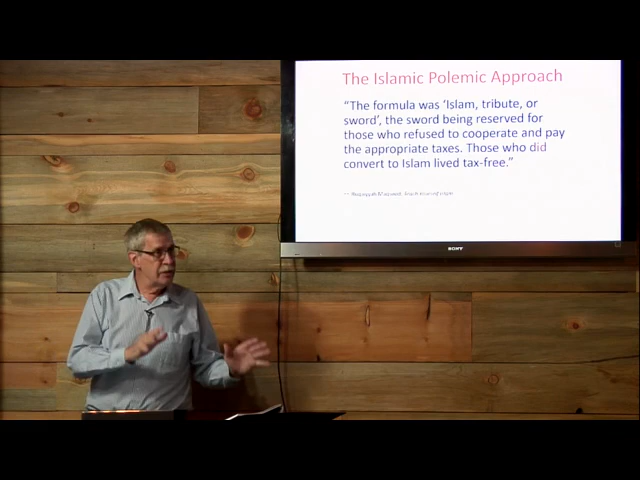 The Islamic Polemic Approach
“The formula was ‘Islam, tribute, or
sword’, the sword being reserved for
those who refused to cooperate and pay
the appropriate taxes. Those who did
convert to Islam lived tax-free.”
SONY